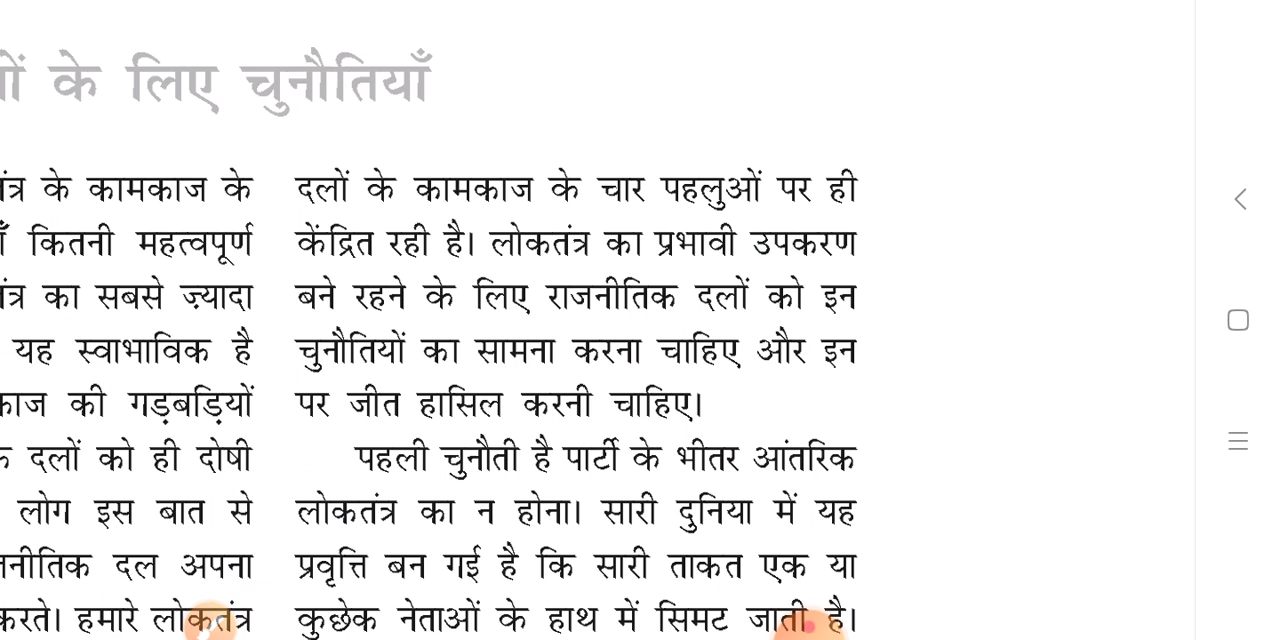 के लिए चुनौतियाँ
के कामकाज के
कितनी महत्वपूर्ण
का सबसे ज़्यादा
यह स्वाभाविक है
की गड़बड़ियों
दलों को ही दोषी
लोग इस बात से
दल अपना
करते। हमारे लोकतंत्र
दलों के कामकाज के चार पहलुओं पर ही
केंद्रित रही है। लोकतंत्र का प्रभावी उपकरण
बने रहने के लिए राजनीतिक दलों को इन
चुनौतियों का सामना करना चाहिए और इन
पर जीत हासिल करनी चाहिए।
पहली चुनौती है पार्टी के भीतर आंतरिक
लोकतंत्र का न होना। सारी दुनिया में यह
प्रवृत्ति बन गई है कि सारी ताकत एक या
कुछेक नेताओं के हाथ में सिमट जाती है।